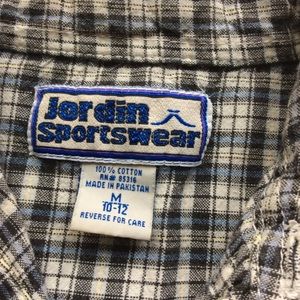 Jordin
Sportswear
100% COTTON
RN# 85316
MADE IN PAKISTAN
M
10-12
REVERSE FOR CARE